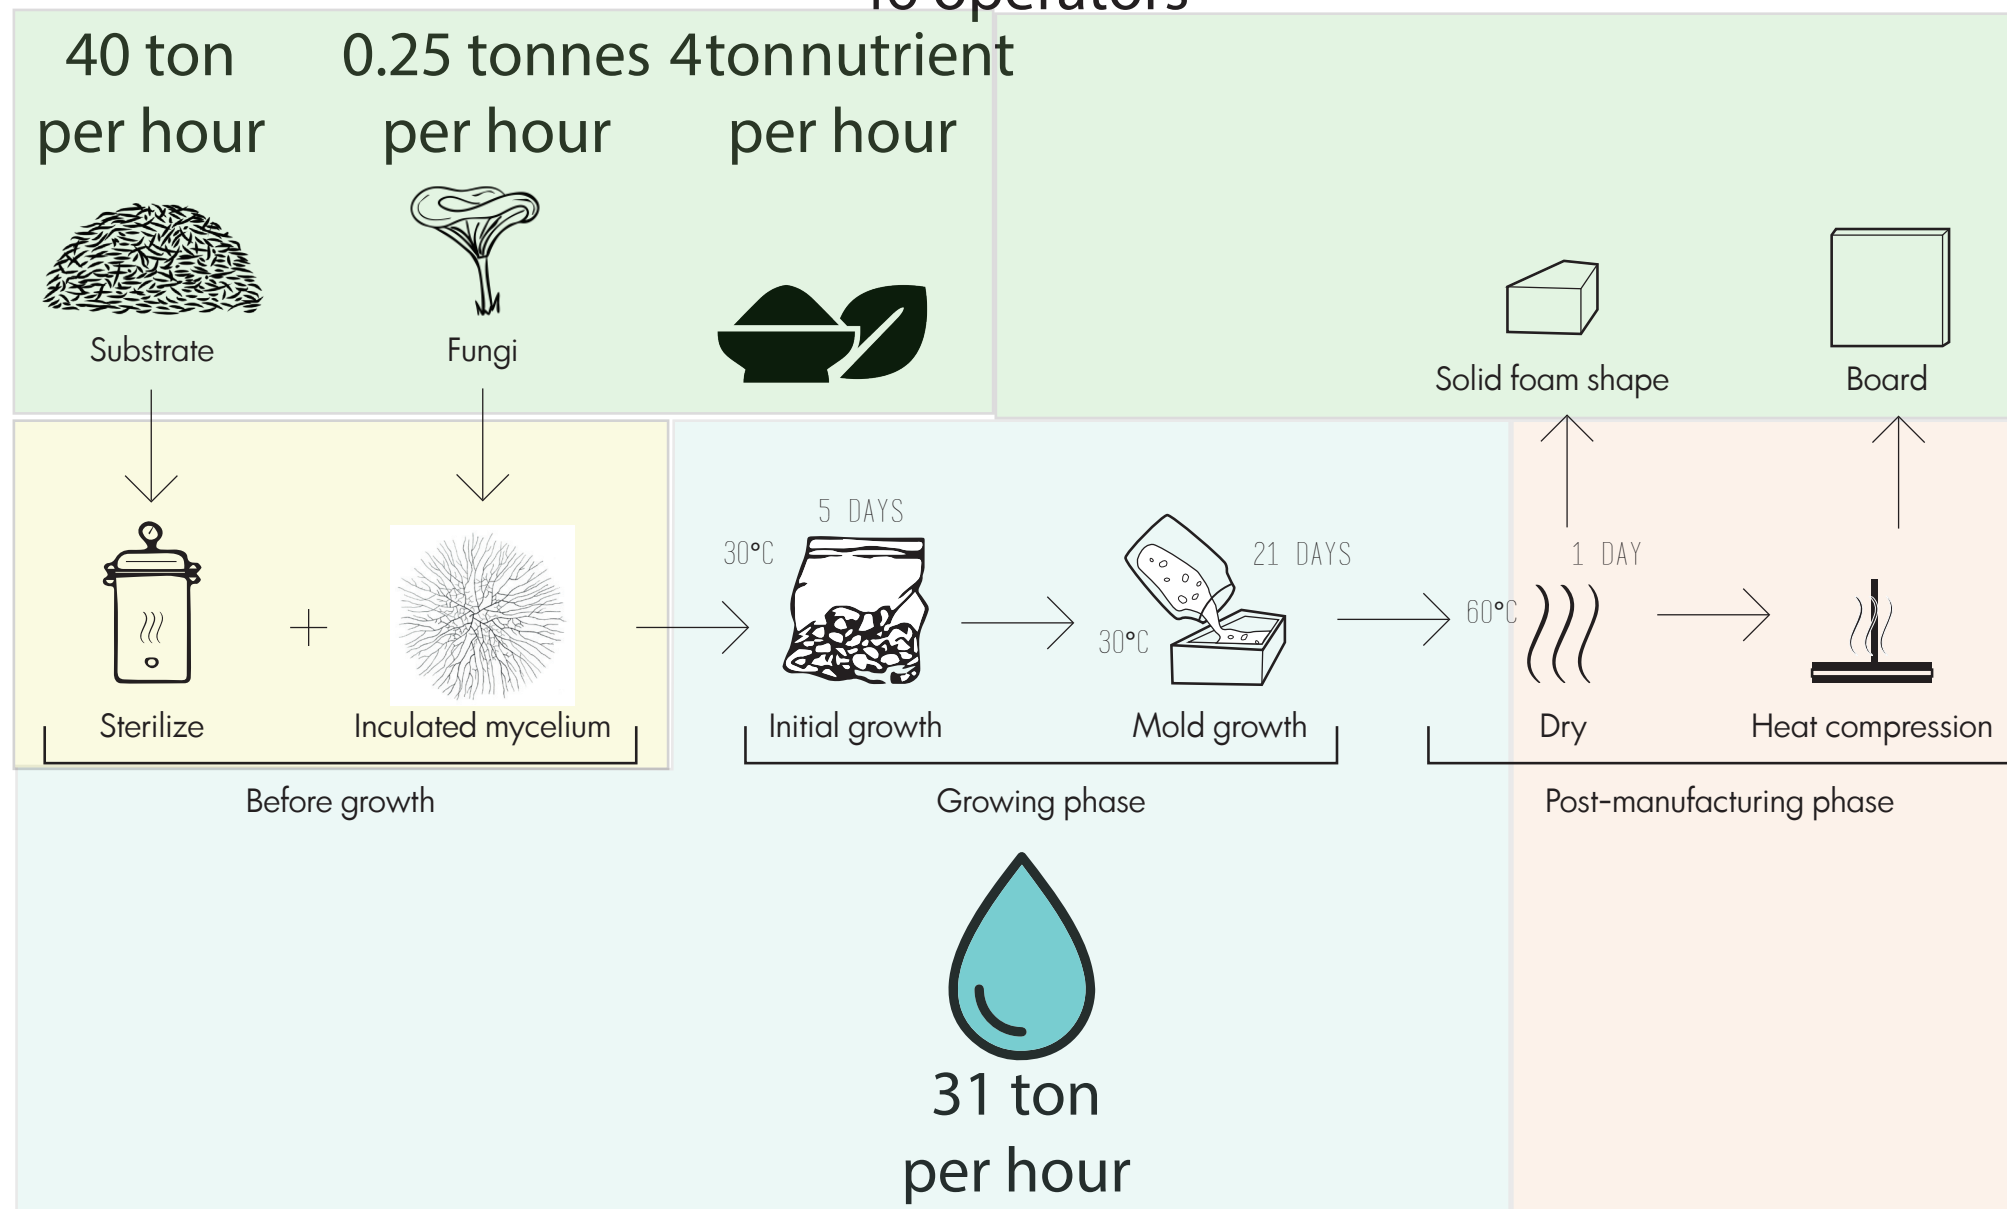 operators
40 ton
per hour
0.25 tonnes
per hour
4tonnutrient
per hour
Substrate
Fungi
Solid foam shape
Board
5 DAYS
30°C
21 DAYS
30°C
1 DAY
60°C
Sterilize
Inculated mycelium
Initial growth
Mold growth
Dry
Heat compression
Before growth
Growing phase
Post-manufacturing phase
31 ton
per hour